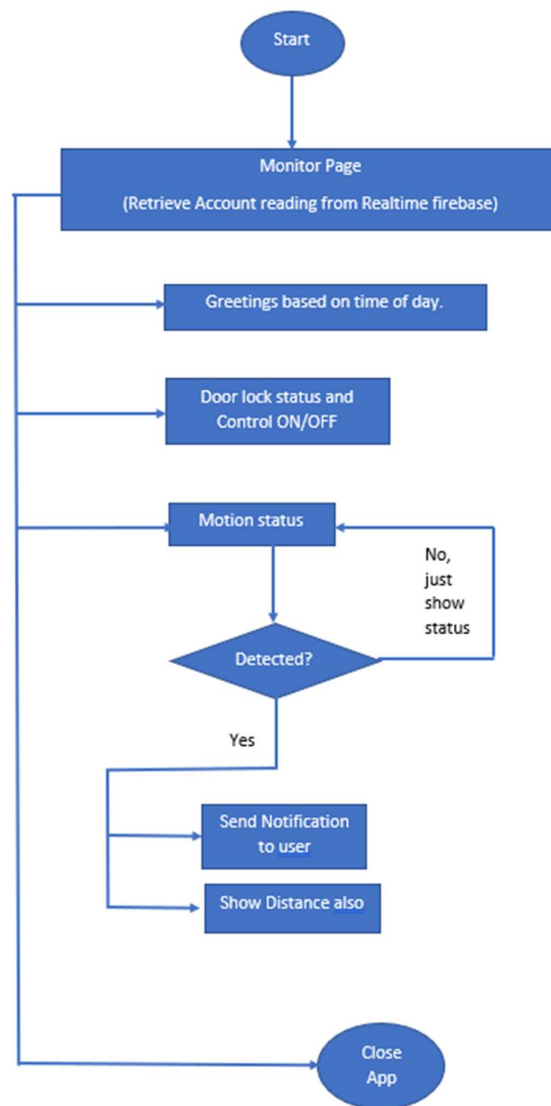 Start
Monitor Page
(Retrieve Account reading from Realtime firebase)
Greetings based on time of day.
Door lock status and
Control ON/OFF
Motion status
No,
just
show
status
Detected?
Yes
Send Notification
to user
Show Distance also
Close
App